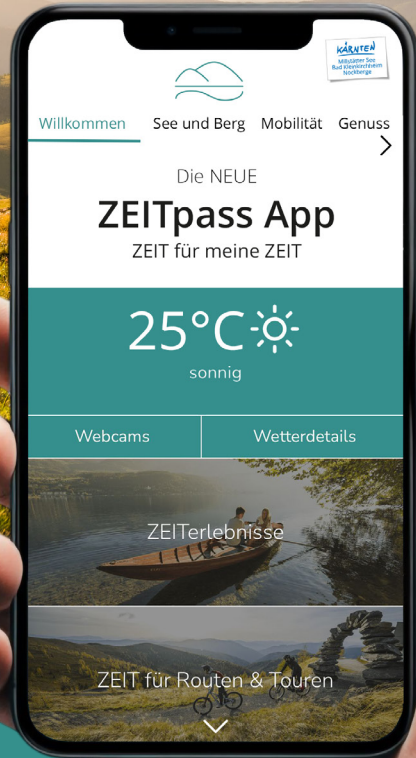 KÄRNTEN
Millstätter See
Bad Kleinkirchheim
Nockberge
Willkommen See und Berg Mobilität Genuss
Die NEUE
ZEITpass App
ZEIT für meine ZEIT
25°C
sonnig
Webcams Wetterdetails
ZEITerlebnisse
ZEIT für Routen & Touren